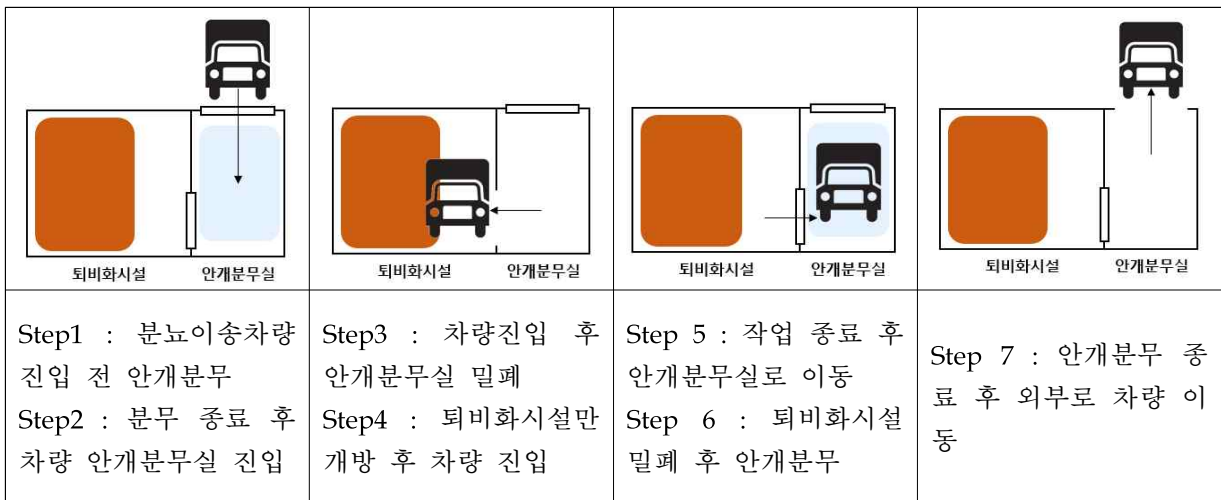 퇴비화시설 안개분무실
퇴비화시설 안개분무실
퇴비화시설 안개분무실
퇴비화시설 안개분무실
Step1 : 분뇨이송차량
진입 전 안개분무
Step2 : 분무 종료 후
차량 안개분무실 진입
Step3 : 차량진입 후
안개분무실 밀폐
Step4 : 퇴비화시설만
개방 후 차량 진입
Step 5 : 작업 종료 후
안개분무실로 이동
Step 6 : 퇴비화시설
밀폐 후 안개분무
Step 7 : 안개분무 종
료 후 외부로 차량 이
동